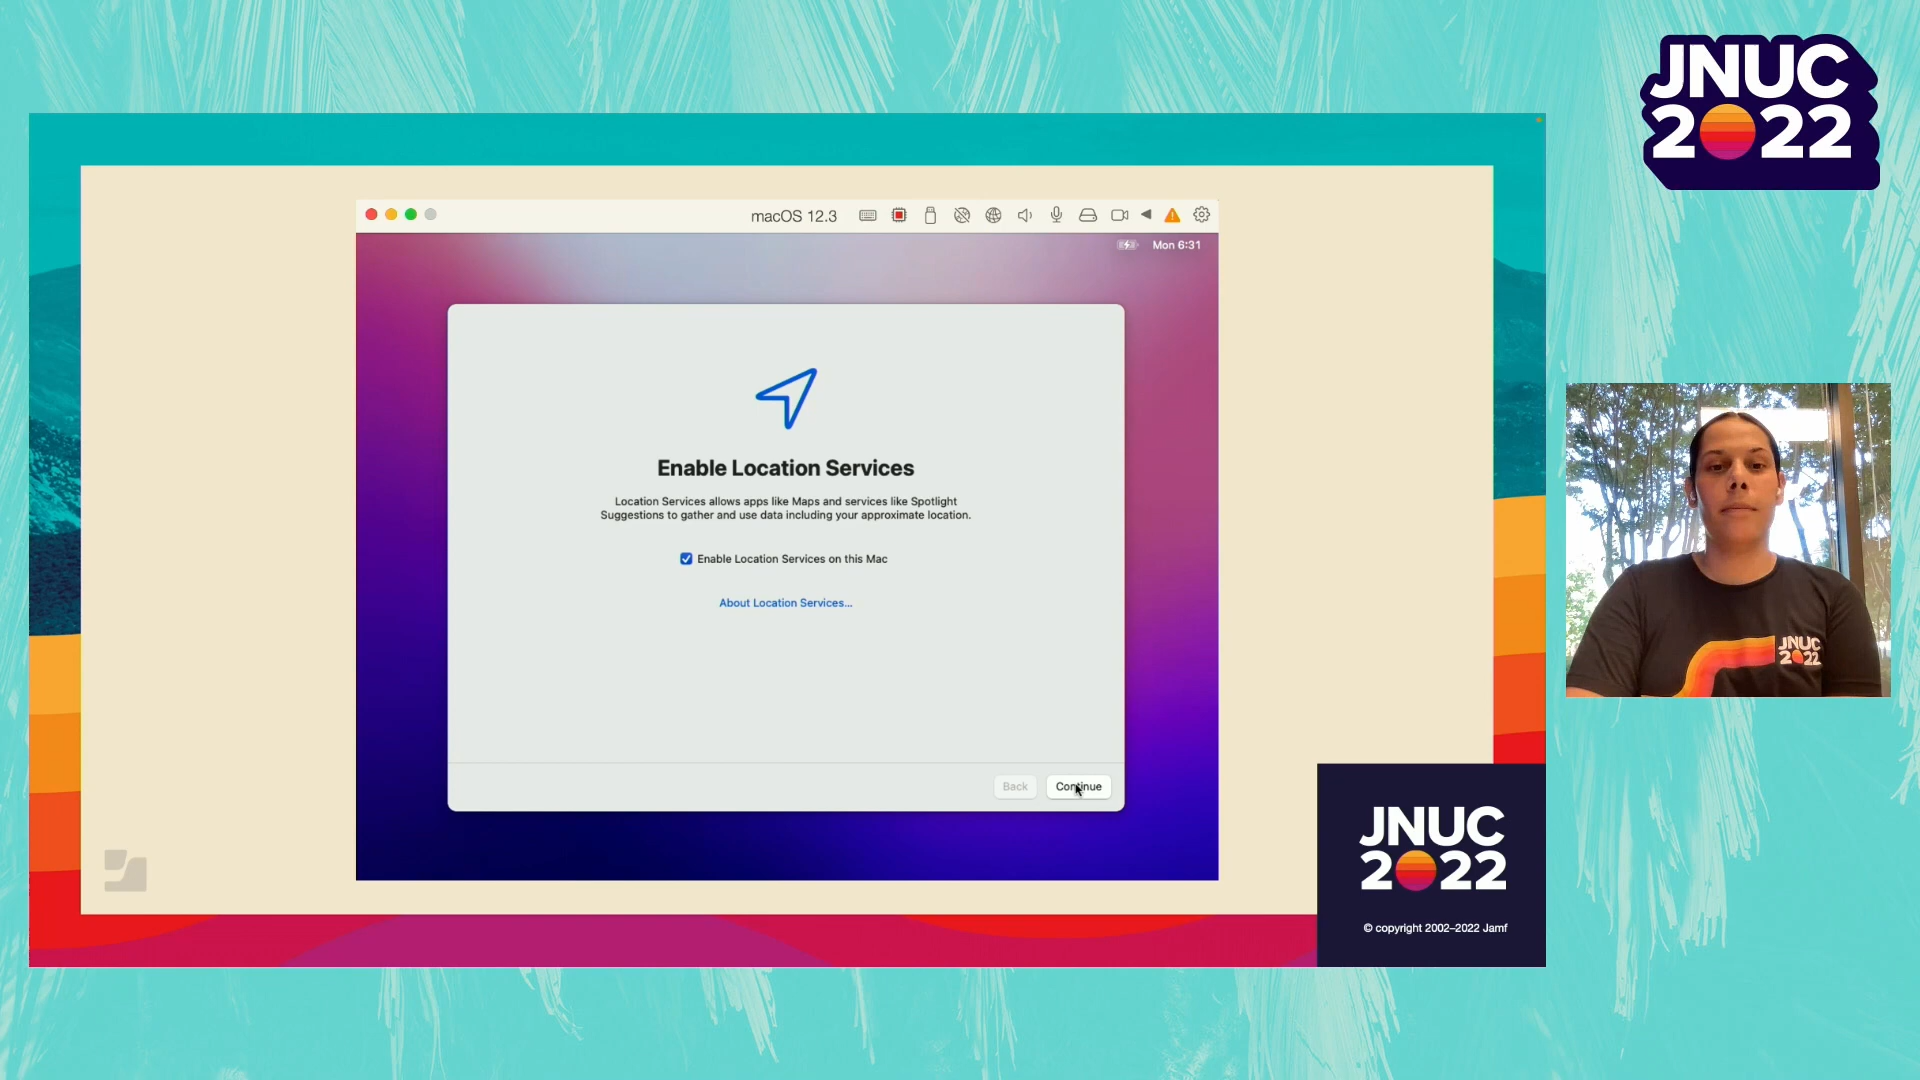 JNUC
2022
macOS 12.3
Mon 6:31
Enable Location Services
Location Services allows apps like Maps and services like Spotlight
Suggestions to gather and use data including your approximate location.
Enable Location Services on this Mac
About Location Services...
Back
Continue
JNUC
2022
JNUC
2022
© copyright 2002–2022 Jamf